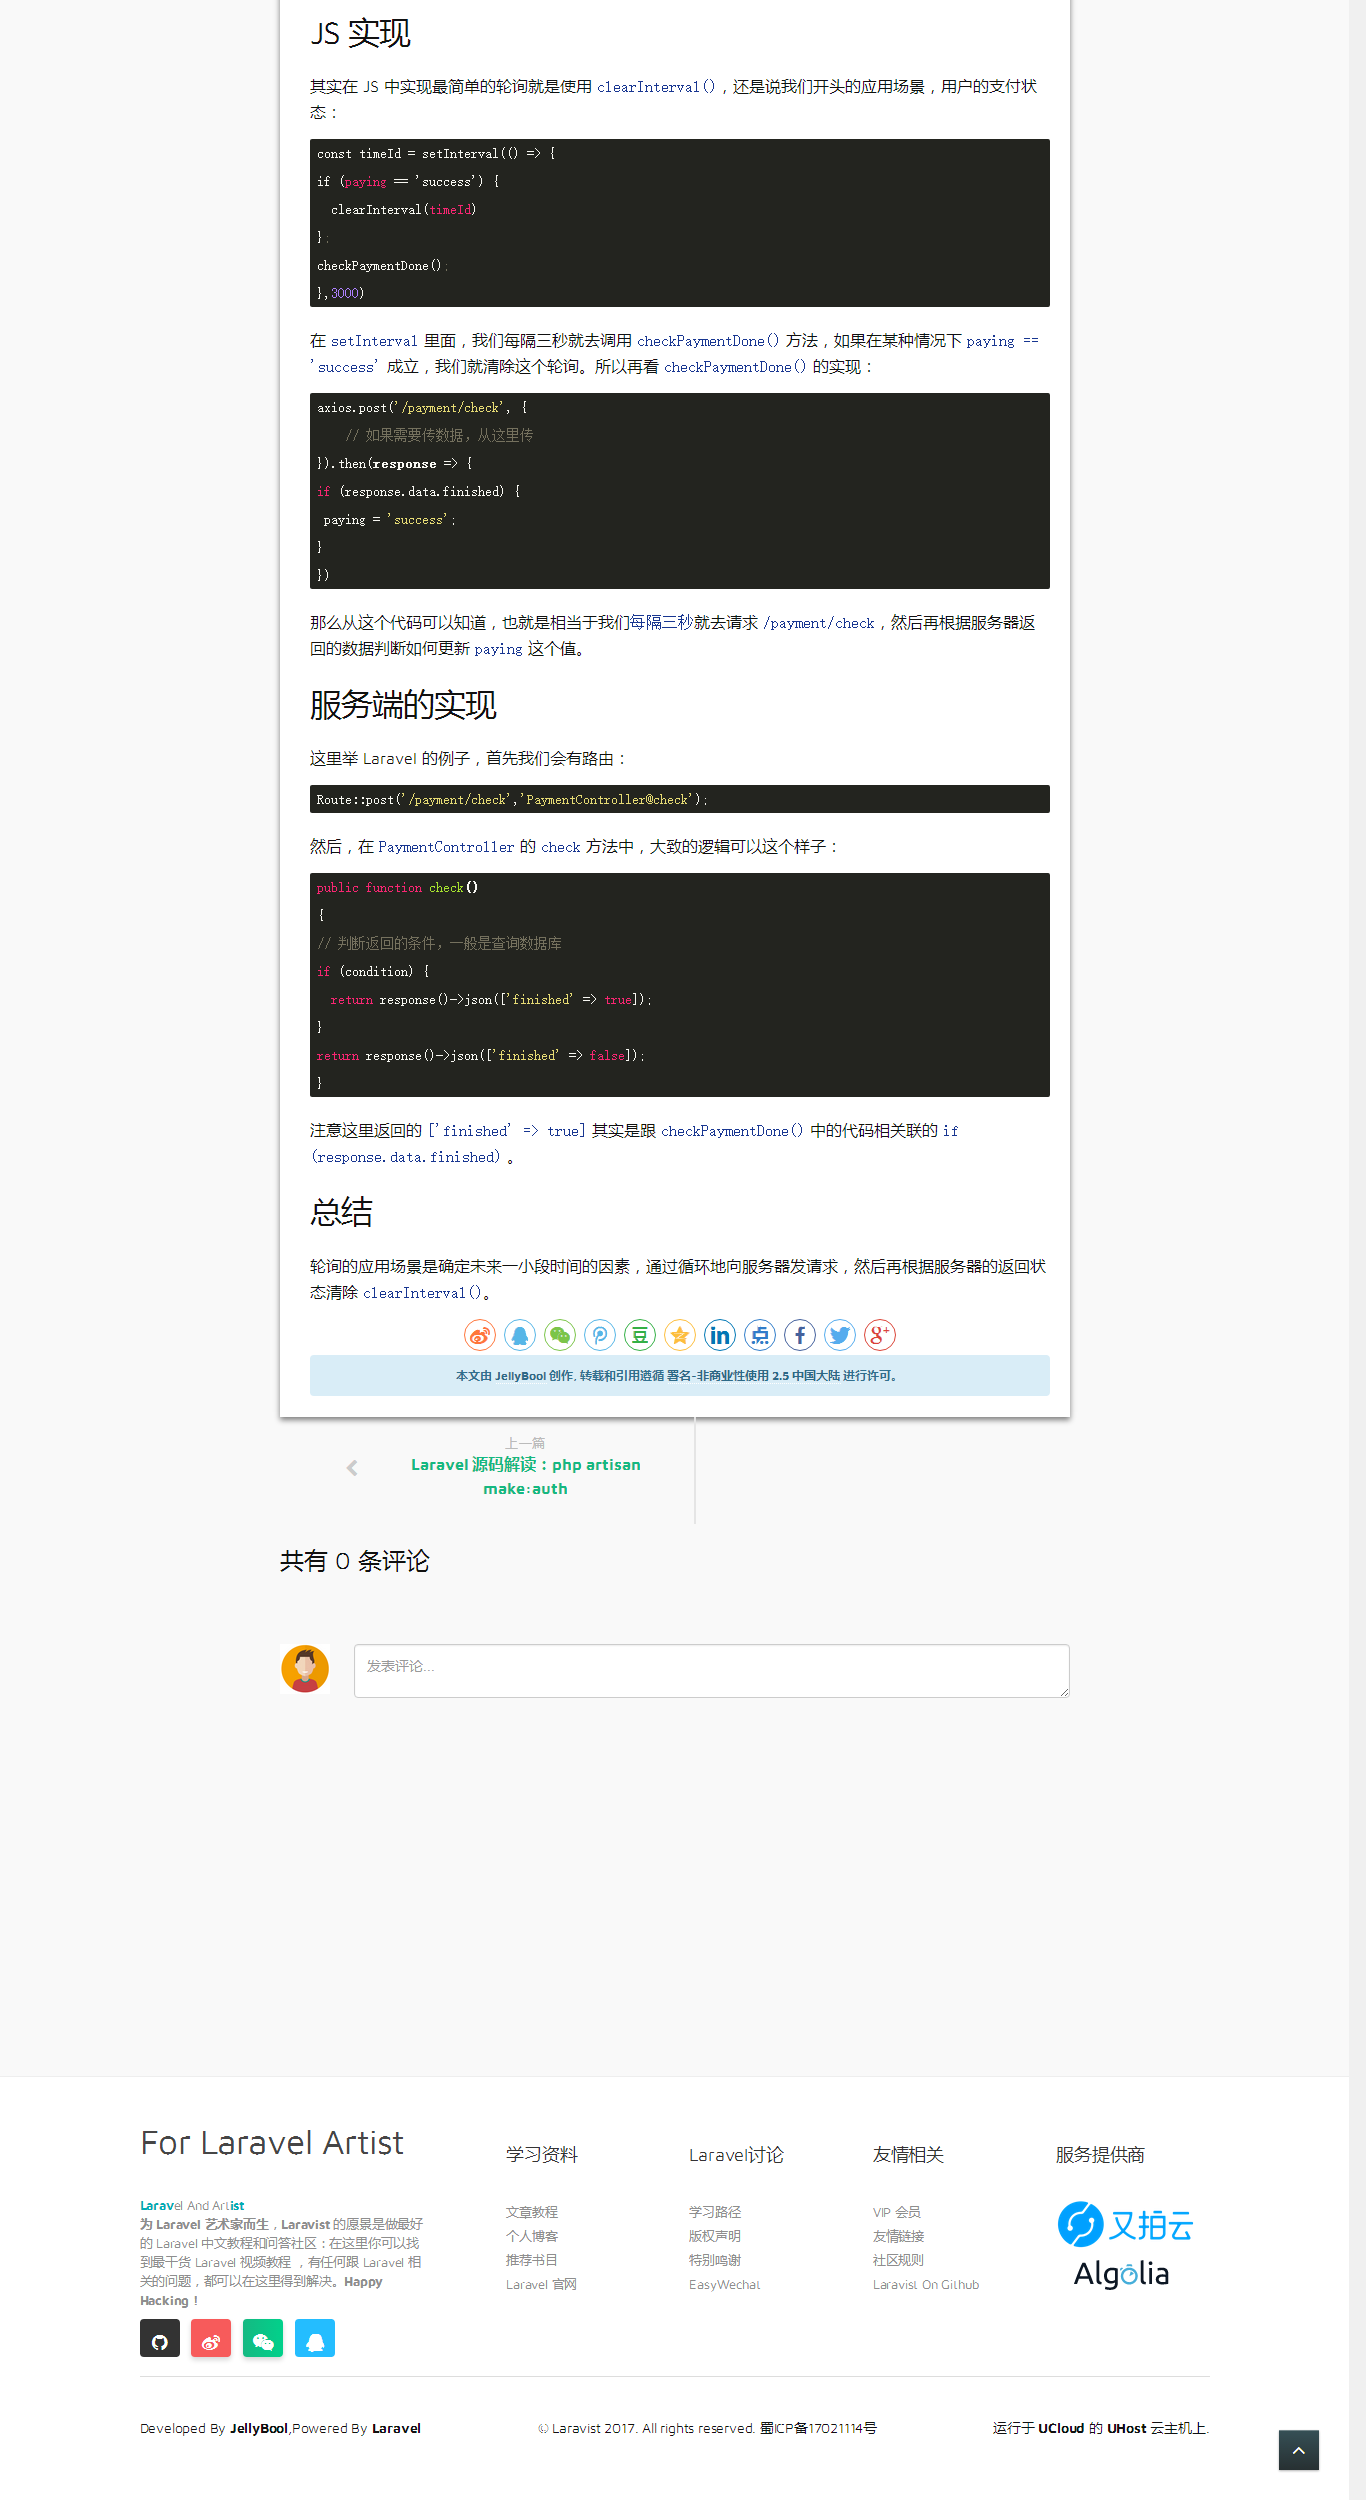 JS 实现
其实在 JS 中实现最简单的轮询就是使用 clearInterval()，还是说我们开头的应用场景，用户的支付状
态：
const timeId = setInterval(() => {
if (paying == 'success') {
clearInterval(timeId)
};
checkPaymentDone();
},3000)
在 setInterval 里面，我们每隔三秒就去调用 checkPaymentDone() 方法，如果在某种情况下 paying ==
'success' 成立，我们就清除这个轮询。所以再看 checkPaymentDone() 的实现：
axios.post('/payment/check', {
// 如果需要传数据，从这里传
}).then(response => {
if (response.data.finished) {
paying = 'success';
}
})
那么从这个代码可以知道，也就是相当于我们每隔三秒就去请求 /payment/check，然后再根据服务器返
回的数据判断如何更新 paying 这个值。
服务端的实现
这里举 Laravel 的例子，首先我们会有路由：
Route::post('/payment/check','PaymentController@check');
然后，在 PaymentController 的 check 方法中，大致的逻辑可以这个样子：
public function check()
{
// 判断返回的条件，一般是查询数据库
if (condition) {
return response()->json(['finished' => true]);
}
return response()->json(['finished' => false]);
}
注意这里返回的 ['finished' => true] 其实是跟 checkPaymentDone() 中的代码相关联的 if
(response.data.finished) 。
总结
轮询的应用场景是确定未来一小段时间的因素，通过循环地向服务器发请求，然后再根据服务器的返回状
态清除 clearInterval()。
豆 in 点 f g+
本文由 JellyBool 创作, 转载和引用遵循 署名-非商业性使用 2.5 中国大陆 进行许可。
上一篇
Laravel 源码解读：php artisan
make:auth
共有 0 条评论
发表评论...
For Laravel Artist
Laravel And Artist
为 Laravel 艺术家而生，Laravist 的愿景是做最好
的 Laravel 中文教程和问答社区：在这里你可以找
到最干货 Laravel 视频教程 ，有任何跟 Laravel 相
关的问题，都可以在这里得到解决。Happy
Hacking！
学习资料
文章教程
个人博客
推荐书目
Laravel 官网
Laravel讨论
学习路径
版权声明
特别鸣谢
EasyWechat
友情相关
VIP 会员
友情链接
社区规则
Laravist On Github
服务提供商
又拍云
Algolia
Developed By JellyBool,Powered By Laravel
© Laravist 2017. All rights reserved. 蜀ICP备17021114号
运行于 UCloud 的 UHost 云主机上.